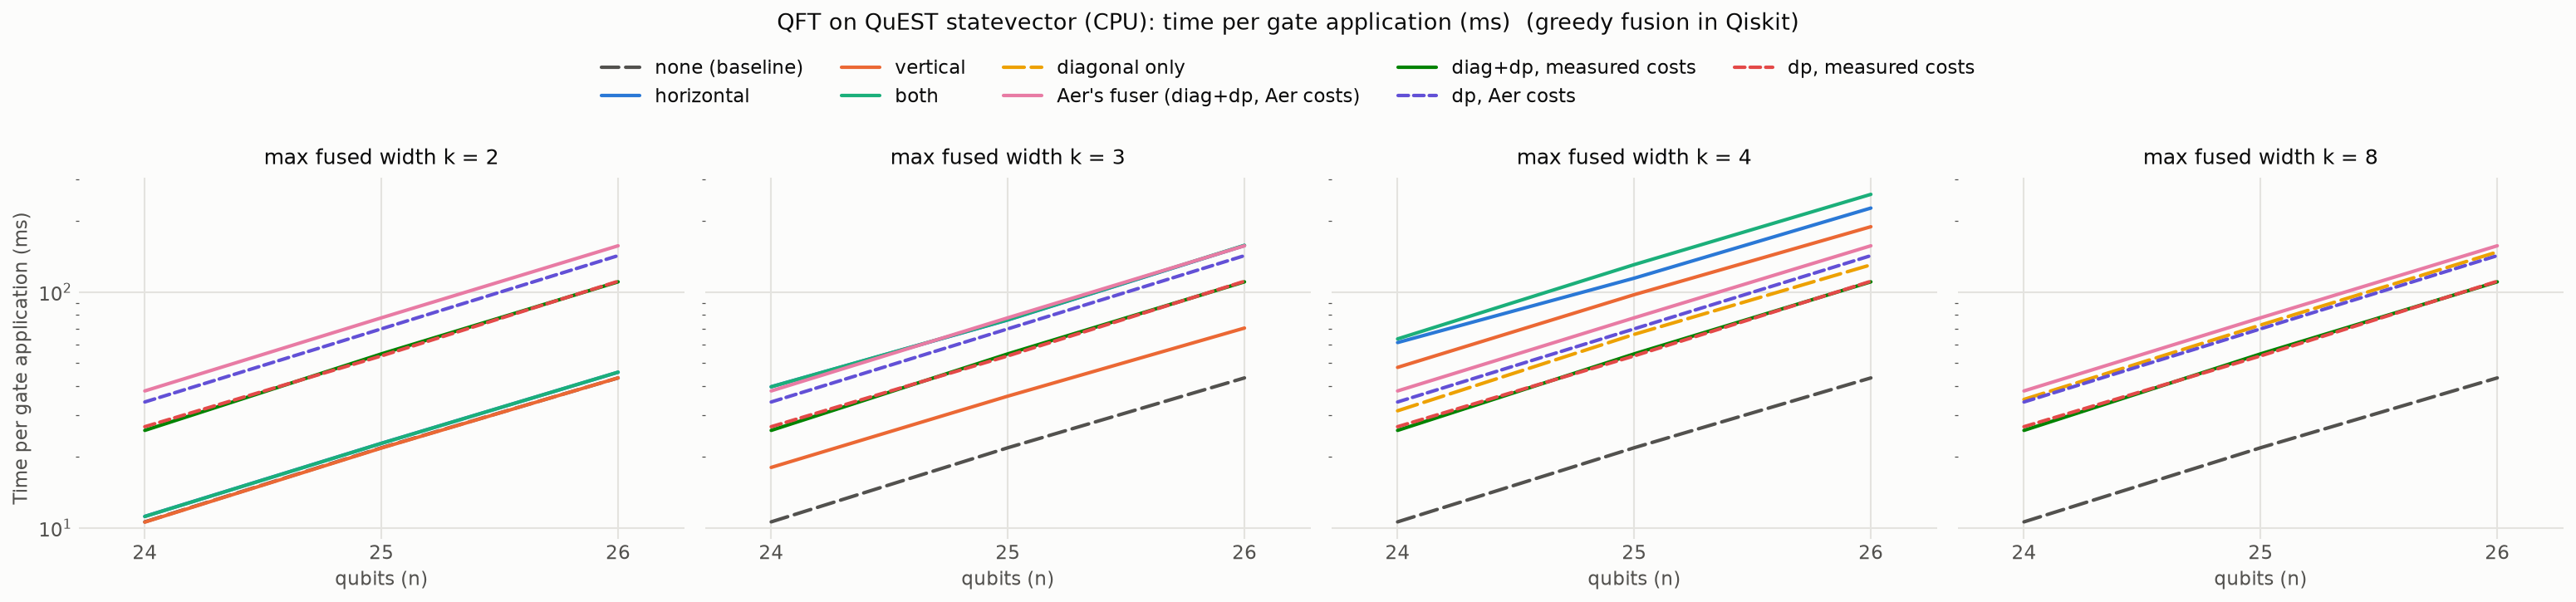 QFT on QuEST statevector (CPU): time per gate application (ms)  (greedy fusion in Qiskit)
none (baseline)
horizontal
vertical
both
diagonal only
Aer's fuser (diag+dp, Aer costs)
diag+dp, measured costs
dp, Aer costs
dp, measured costs
max fused width k = 2
max fused width k = 3
max fused width k = 4
max fused width k = 8
Time per gate application (ms)
10²
10¹
24 25 26
24 25 26
24 25 26
24 25 26
qubits (n)
qubits (n)
qubits (n)
qubits (n)